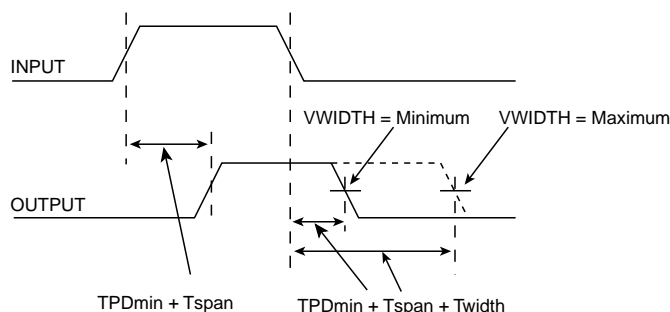 INPUT
VWIDTH = Minimum
VWIDTH = Maximum
OUTPUT
TPDmin + Tspan
TPDmin + Tspan + Twidth